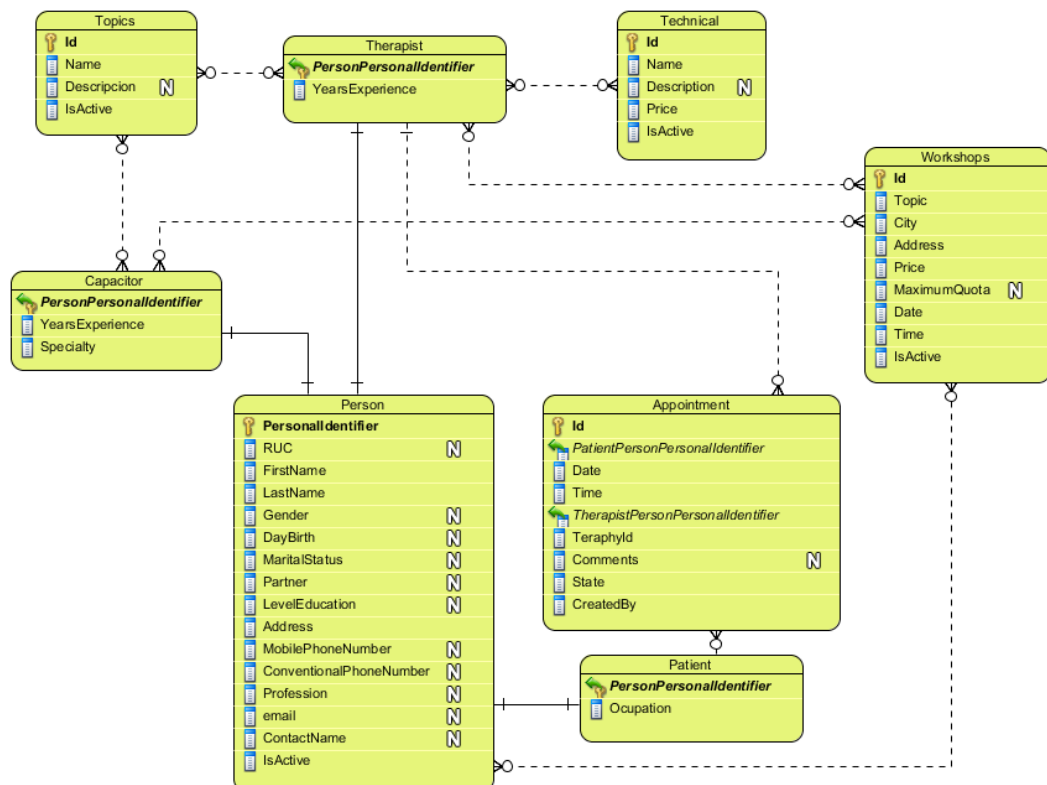 Topics
Id
Name
Descripcion N
IsActive
Therapist
PersonPersonalIdentifier
YearsExperience
Technical
Id
Name
Description N
Price
IsActive
Workshops
Id
Topic
City
Address
Price
MaximumQuota N
Date
Time
IsActive
Capacitor
PersonPersonalIdentifier
YearsExperience
Specialty
Person
PersonalIdentifier
RUC N
FirstName
LastName
Gender N
DayBirth N
MaritalStatus N
Partner N
LevelEducation N
Address
MobilePhoneNumber N
ConventionalPhoneNumber N
Profession N
email N
ContactName N
IsActive
Appointment
Id
PatientPersonPersonalIdentifier
Date
Time
TherapistPersonPersonalIdentifier
TeraphyId
Comments N
State
CreatedBy
Patient
PersonPersonalIdentifier
Ocupation